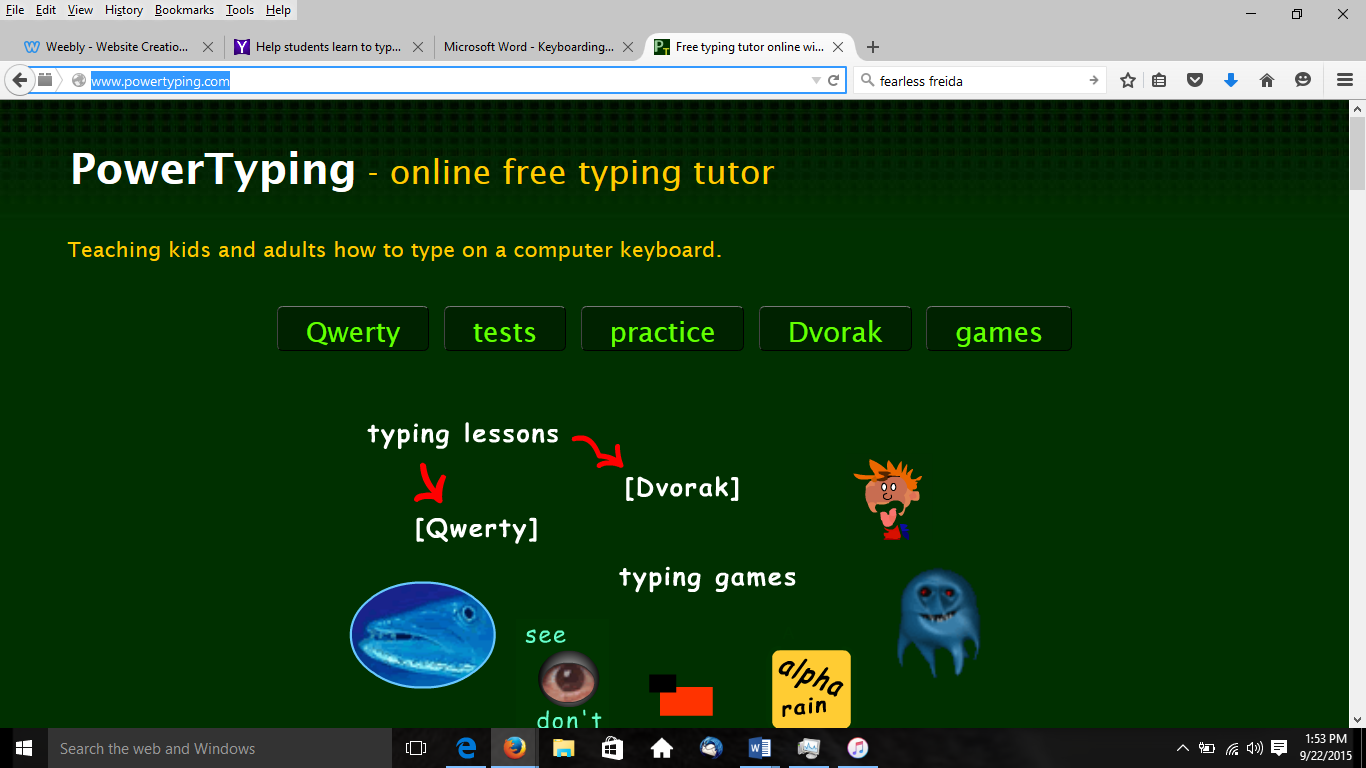 File Edit View History Bookmarks Tools Help
Weebly - Website Creatio...
Help students learn to typ...
Microsoft Word - Keyboarding...
Free typing tutor online wi...
www.powertyping.com
fearless freida
PowerTyping - online free typing tutor
Teaching kids and adults how to type on a computer keyboard.
Qwerty tests practice Dvorak games
typing lessons
[Dvorak]
[Qwerty]
typing games
see
don't
alpha
rain
Search the web and Windows
1:53 PM
9/22/2015